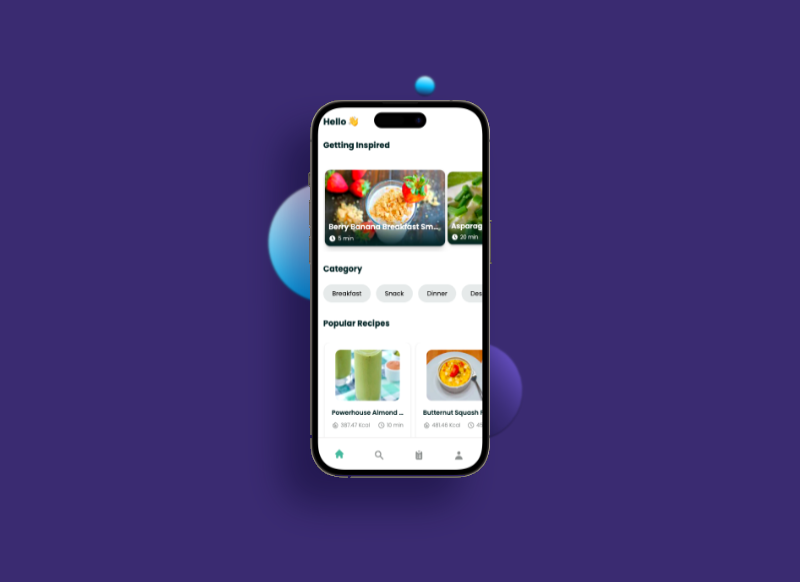 Hello 👋
Getting Inspired
Berry Banana Breakfast Sm...
Asparag
5 min
20 min
Category
Breakfast Snack Dinner Des
Popular Recipes
Powerhouse Almond ...
Butternut Squash
387.47 Kcal 10 min
481.46 Kcal 45